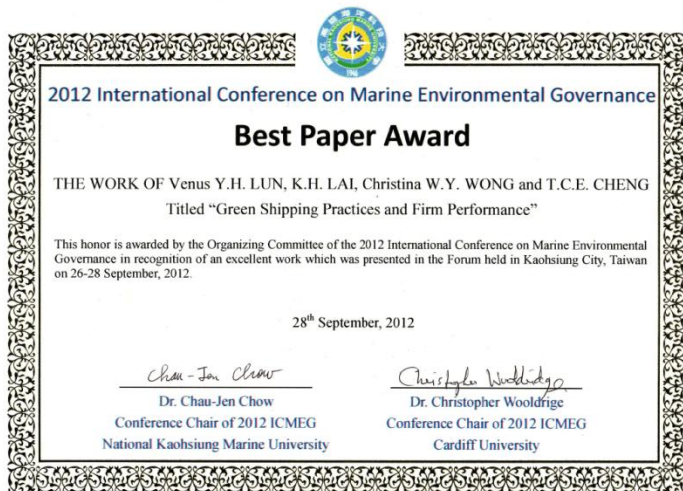 2012 International Conference on Marine Environmental Governance
Best Paper Award
THE WORK OF Venus Y.H. LUN, K.H. LAI, Christina W.Y. WONG and T.C.E. CHENG
Titled “Green Shipping Practices and Firm Performance”
This honor is awarded by the Organizing Committee of the 2012 International Conference on Marine Environmental
Governance in recognition of an excellent work which was presented in the Forum held in Kaohsiung City, Taiwan
on 26-28 September, 2012.
28th September, 2012
Chau-Jen Chow
Christopher Wooldridge
Dr. Chau-Jen Chow
Dr. Christopher Wooldrige
Conference Chair of 2012 ICMEG
Conference Chair of 2012 ICMEG
National Kaohsiung Marine University
Cardiff University